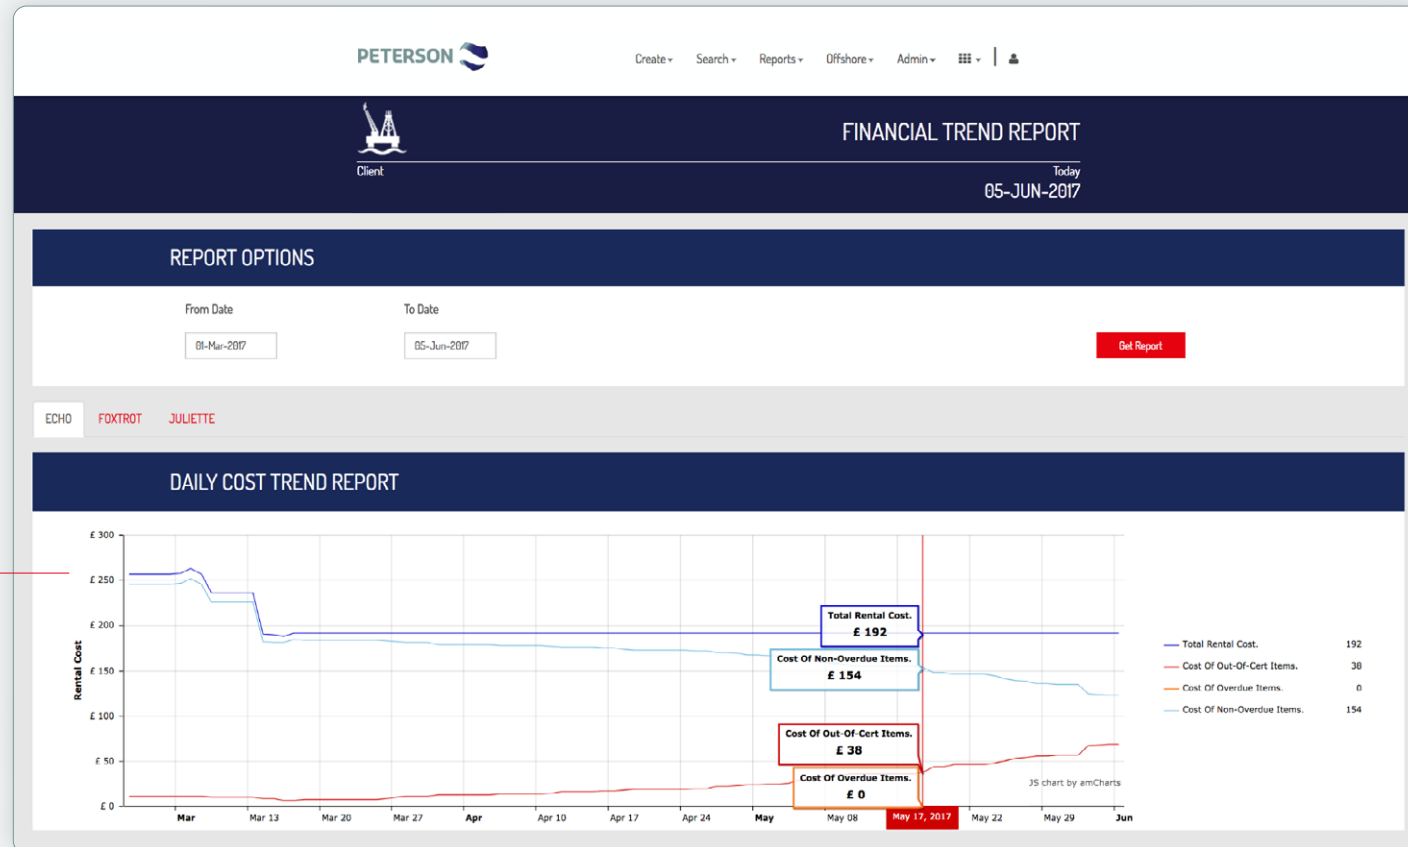 PETERSON
Create Search Reports Offshore Admin
FINANCIAL TREND REPORT
Client
Today
05-JUN-2017
REPORT OPTIONS
From Date To Date
01-Mar-2017 05-Jun-2017 Get Report
ECHO FOXTROT JULIETTE
DAILY COST TREND REPORT
Rental Cost
£ 300
£ 250
£ 200
£ 150
£ 100
£ 50
£ 0
Total Rental Cost.
£ 192
Cost Of Non-Overdue Items.
£ 154
Cost Of Out-Of-Cert Items.
£ 38
Cost Of Overdue Items.
£ 0
JS chart by amCharts
Mar Mar 13 Mar 20 Mar 27 Apr Apr 10 Apr 17 Apr 24 May May 08 May 17, 2017 May 22 May 29 Jun
Total Rental Cost. 192
Cost Of Out-Of-Cert Items. 38
Cost Of Overdue Items. 0
Cost Of Non-Overdue Items. 154